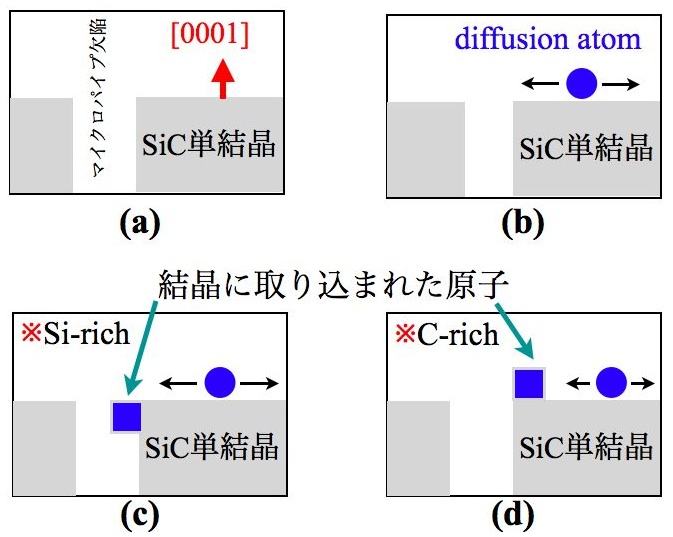 [0001]
マイクロパイプ欠陥
SiC単結晶
(a)
diffusion atom
SiC単結晶
(b)
結晶に取り込まれた原子
※Si-rich
SiC単結晶
(c)
※C-rich
SiC単結晶
(d)